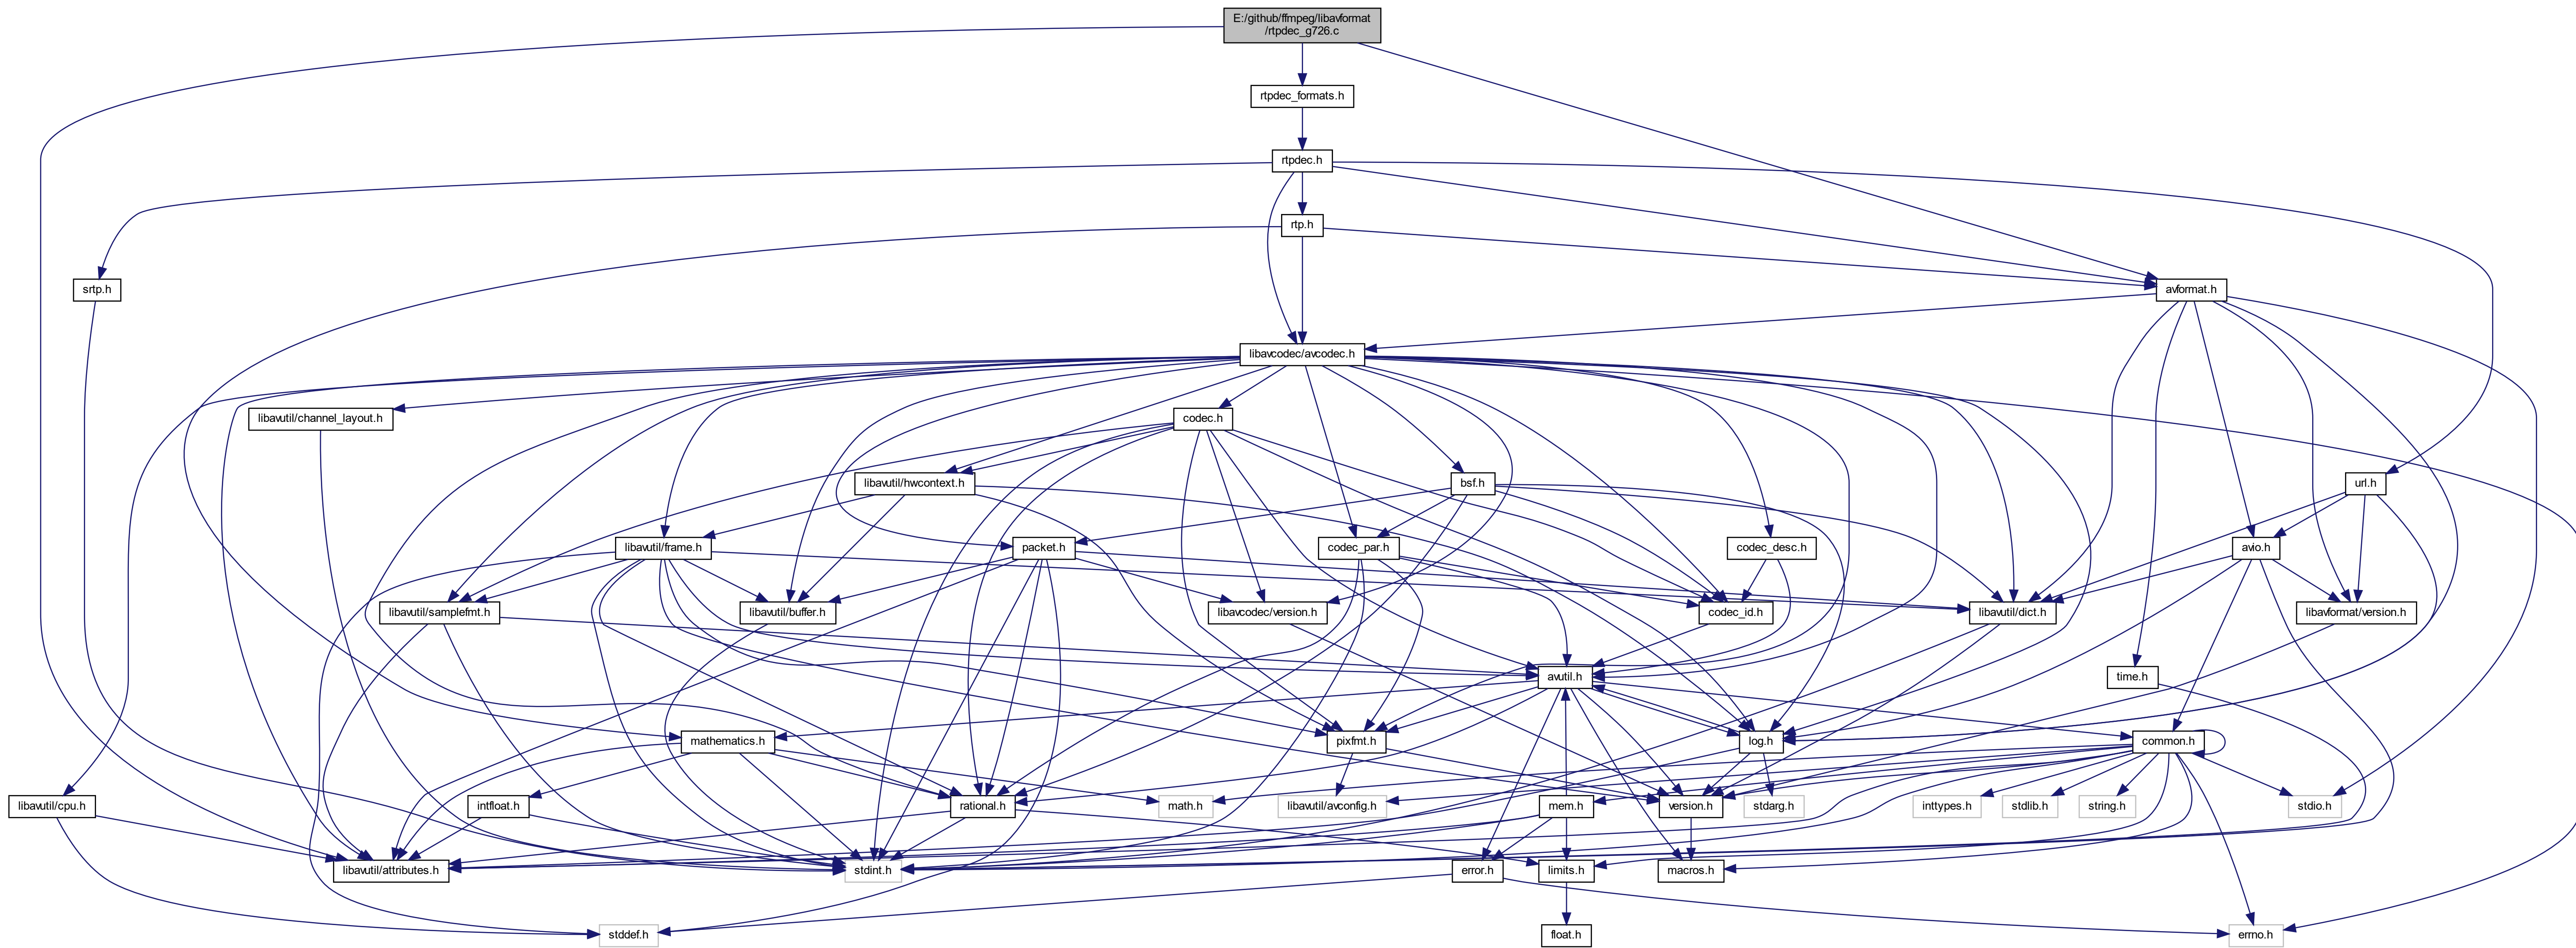 E:/github/ffmpeg/libavformat
/rtpdec_g726.c
rtpdec_formats.h
rtpdec.h
rtp.h
srtp.h
avformat.h
libavcodec/avcodec.h
libavutil/channel_layout.h
codec.h
libavutil/hwcontext.h
bsf.h
url.h
libavutil/frame.h
packet.h
codec_par.h
codec_desc.h
avio.h
libavutil/samplefmt.h
libavutil/buffer.h
libavcodec/version.h
codec_id.h
libavutil/dict.h
libavformat/version.h
avutil.h
time.h
mathematics.h
pixfmt.h
log.h
common.h
libavutil/cpu.h
intfloat.h
rational.h
math.h
libavutil/avconfig.h
mem.h
version.h
stdarg.h
inttypes.h
stdlib.h
string.h
stdio.h
libavutil/attributes.h
stdint.h
error.h
limits.h
macros.h
stddef.h
float.h
errno.h